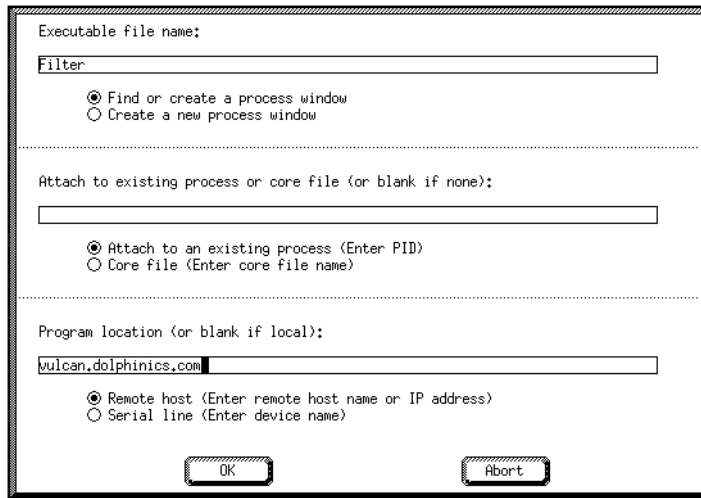 Executable file name:
Filter
Find or create a process window
Create a new process window
Attach to existing process or core file (or blank if none):
Attach to an existing process (Enter PID)
Core file (Enter core file name)
Program location (or blank if local):
vulcan.dolphinics.com
Remote host (Enter remote host name or IP address)
Serial line (Enter device name)
OK Abort